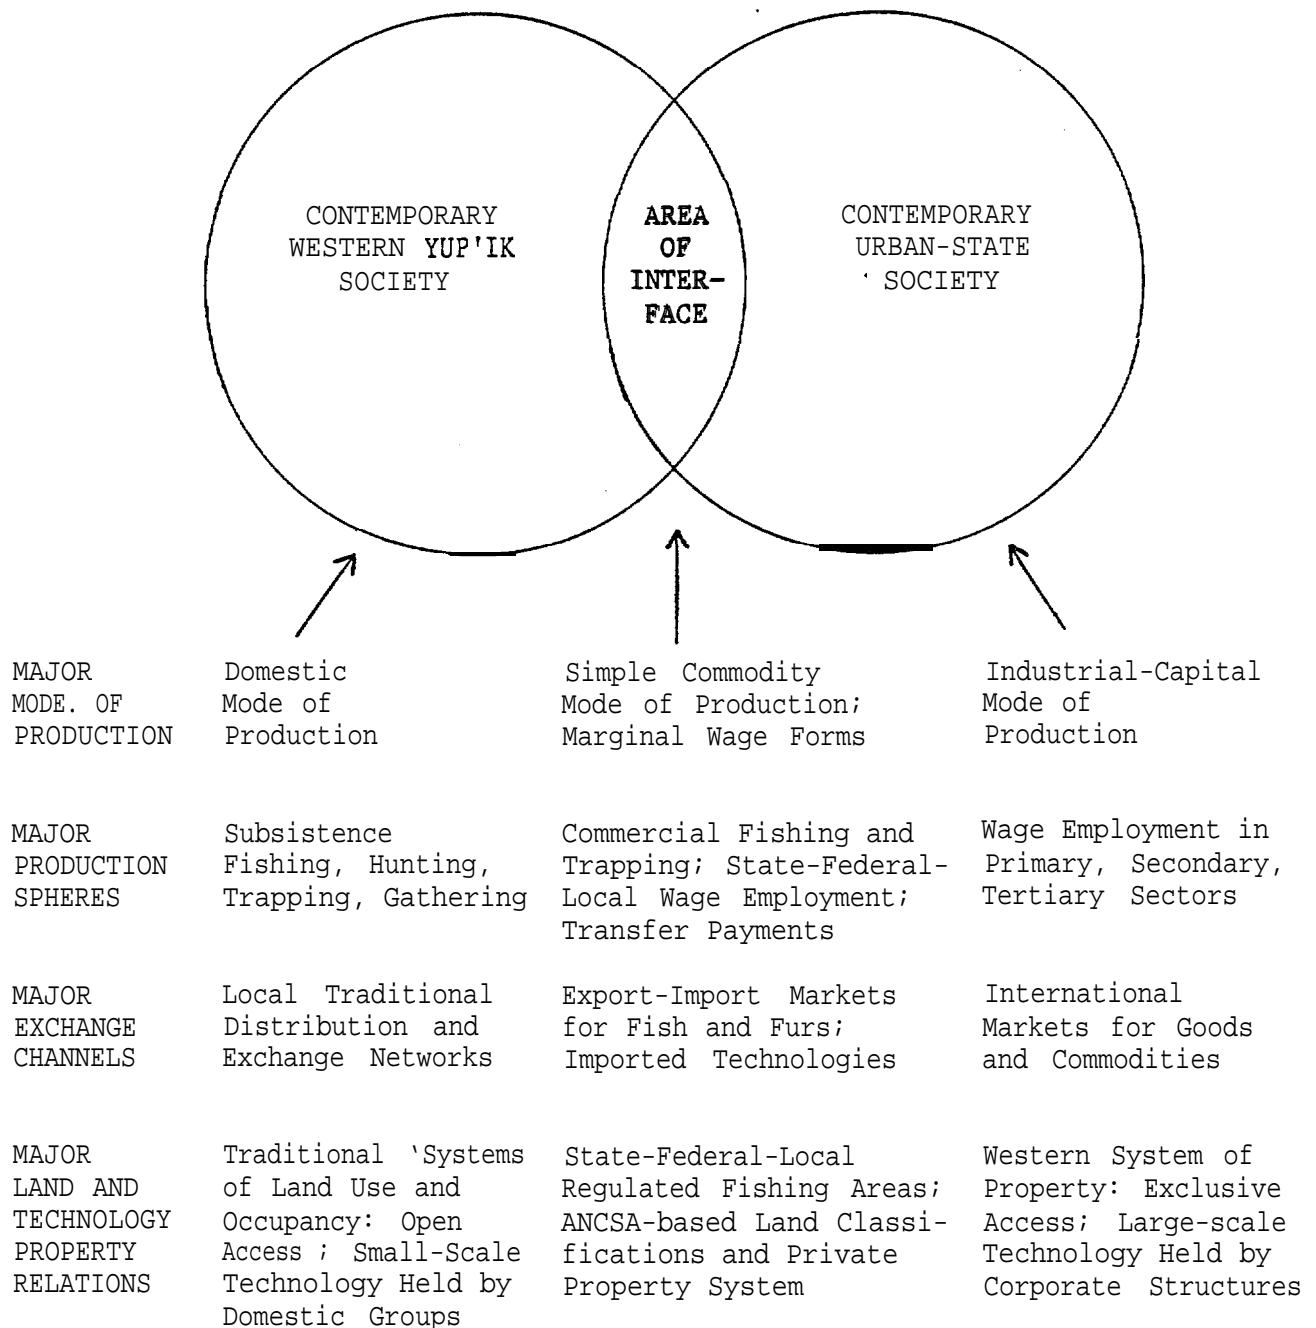 CONTEMPORARY
WESTERN YUP'IK
SOCIETY
AREA
OF
INTER-
FACE
CONTEMPORARY
URBAN-STATE
SOCIETY
MAJOR
MODE. OF
PRODUCTION
Domestic
Mode of
Production
Simple Commodity
Mode of Production;
Marginal Wage Forms
Industrial-Capital
Mode of
Production
MAJOR
PRODUCTION
SPHERES
Subsistence
Fishing, Hunting,
Trapping, Gathering
Commercial Fishing and
Trapping; State-Federal-
Local Wage Employment;
Transfer Payments
Wage Employment in
Primary, Secondary,
Tertiary Sectors
MAJOR
EXCHANGE
CHANNELS
Local Traditional
Distribution and
Exchange Networks
Export-Import Markets
for Fish and Furs;
Imported Technologies
International
Markets for Goods
and Commodities
MAJOR
LAND AND
TECHNOLOGY
PROPERTY
RELATIONS
Traditional 'Systems
of Land Use and
Occupancy: Open
Access ; Small-Scale
Technology Held by
Domestic Groups
State-Federal-Local
Regulated Fishing Areas;
ANCSA-based Land Classi-
fications and Private
Property System
Western System of
Property: Exclusive
Access; Large-scale
Technology Held by
Corporate Structures